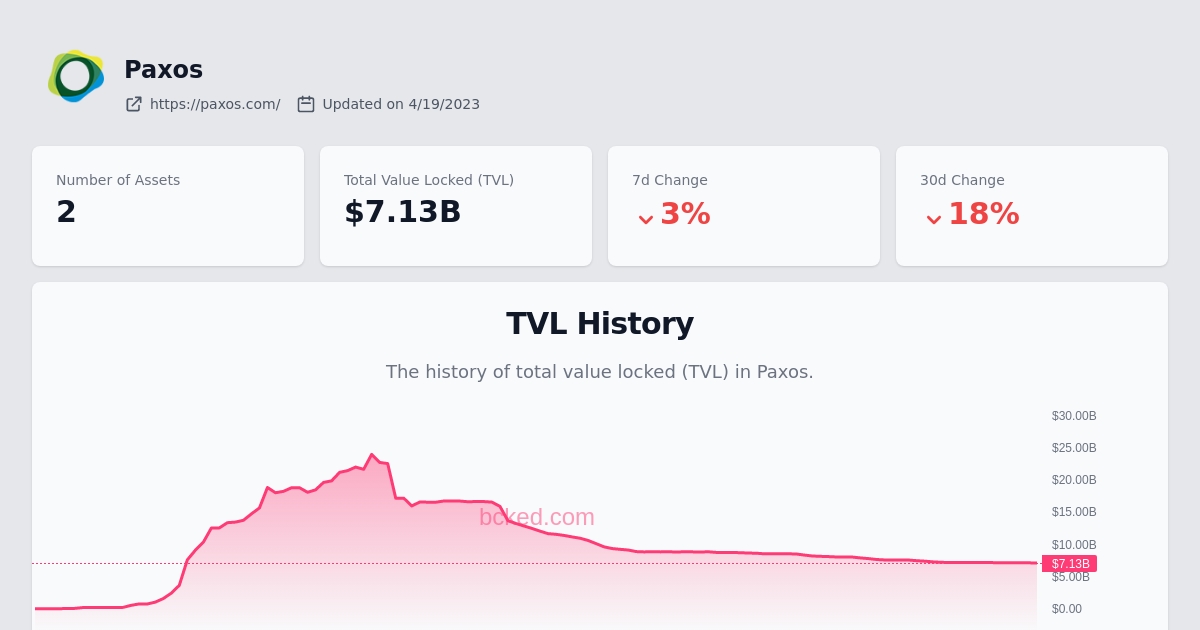 Paxos
https://paxos.com/ Updated on 4/19/2023
Number of Assets
2
Total Value Locked (TVL)
$7.13B
7d Change
3%
30d Change
18%
TVL History
The history of total value locked (TVL) in Paxos.
$30.00B
$25.00B
$20.00B
$15.00B
bcked.com
$10.00B
$7.13B
$5.00B
$0.00